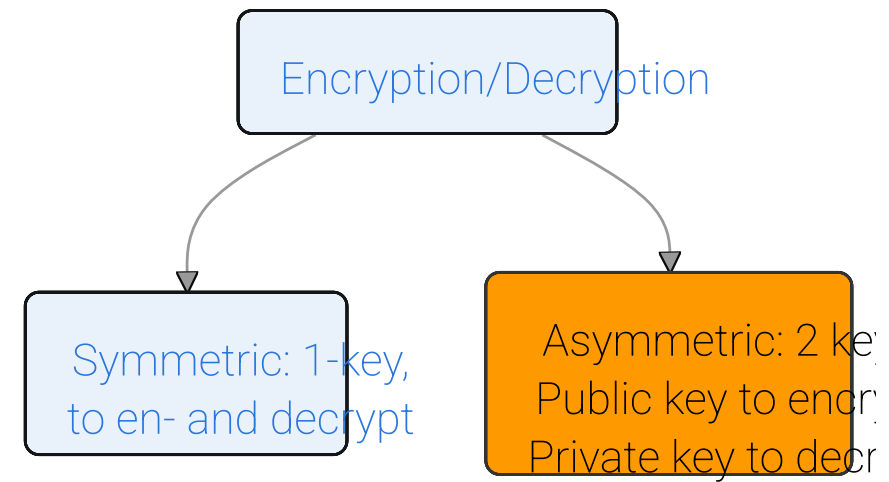 Encryption/Decryption
Symmetric: 1-key,
to en- and decrypt
Asymmetric: 2
Public key to
Private key to